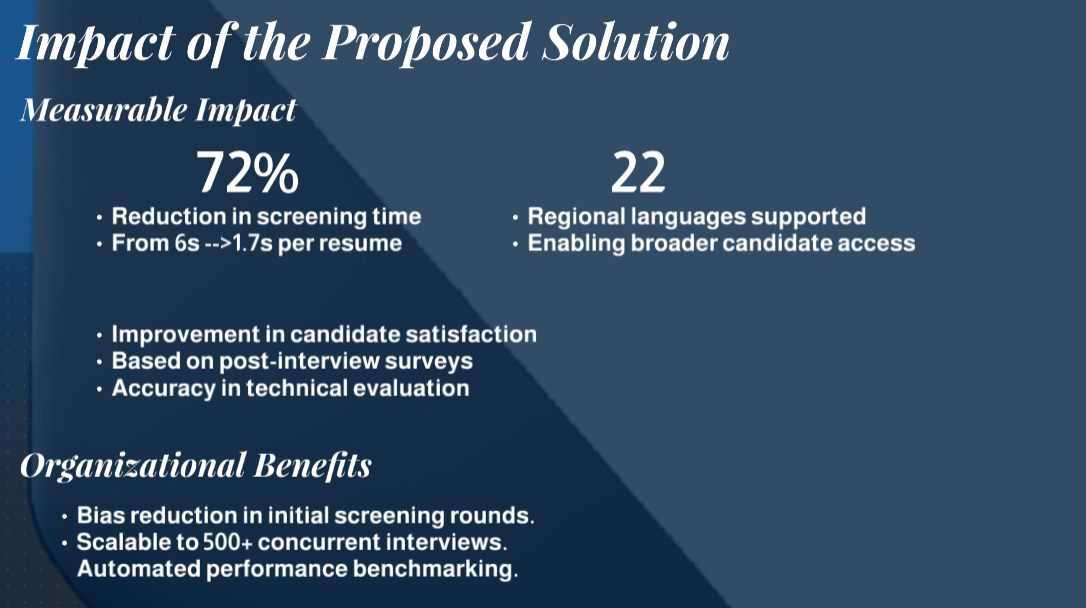 Impact of the Proposed Solution
Measurable Impact
72%
• Reduction in screening time
• From 6s -->1.7s per resume
22
• Regional languages supported
• Enabling broader candidate access
• Improvement in candidate satisfaction
• Based on post-interview surveys
• Accuracy in technical evaluation
Organizational Benefits
• Bias reduction in initial screening rounds.
• Scalable to 500+ concurrent interviews.
Automated performance benchmarking.